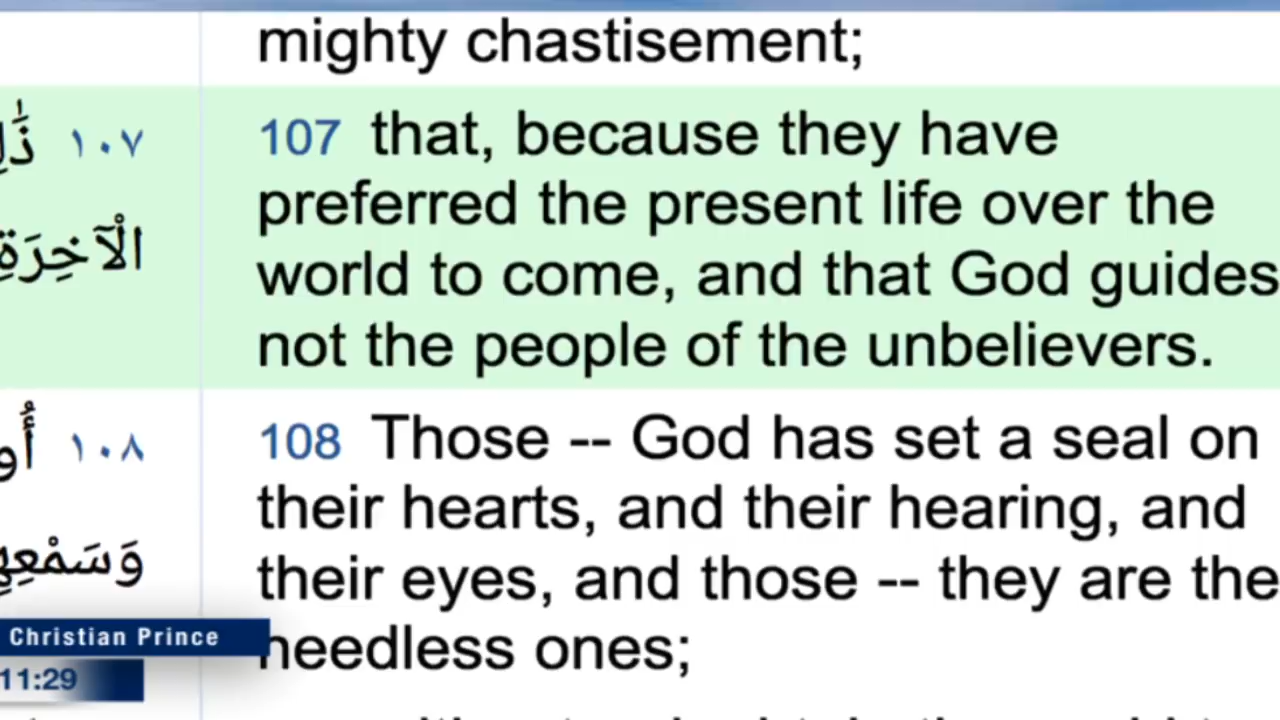 mighty chastisement;
١٠٧
الْآخِرَةِ
107 that, because they have
preferred the present life over the
world to come, and that God guides
not the people of the unbelievers.
١٠٨
108 Those -- God has set a seal on
their hearts, and their hearing, and
their eyes, and those -- they are the
needless ones;
Christian Prince
11:29